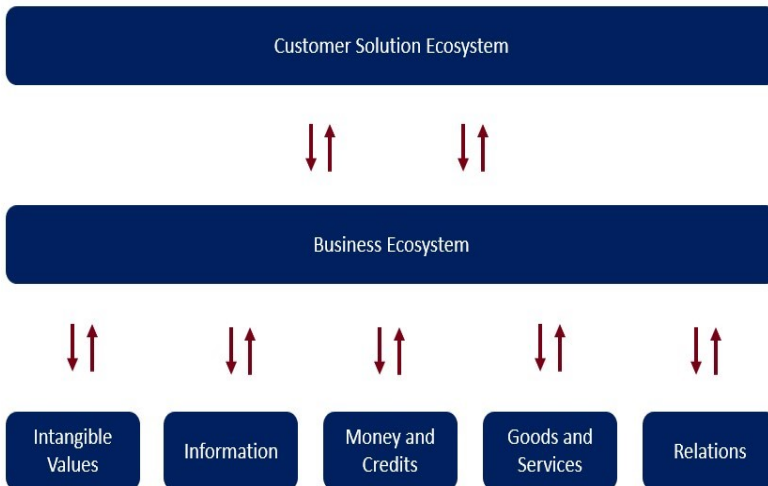 Customer Solution Ecosystem
Business Ecosystem
Intangible
Values
Information
Money and
Credits
Goods and
Services
Relations